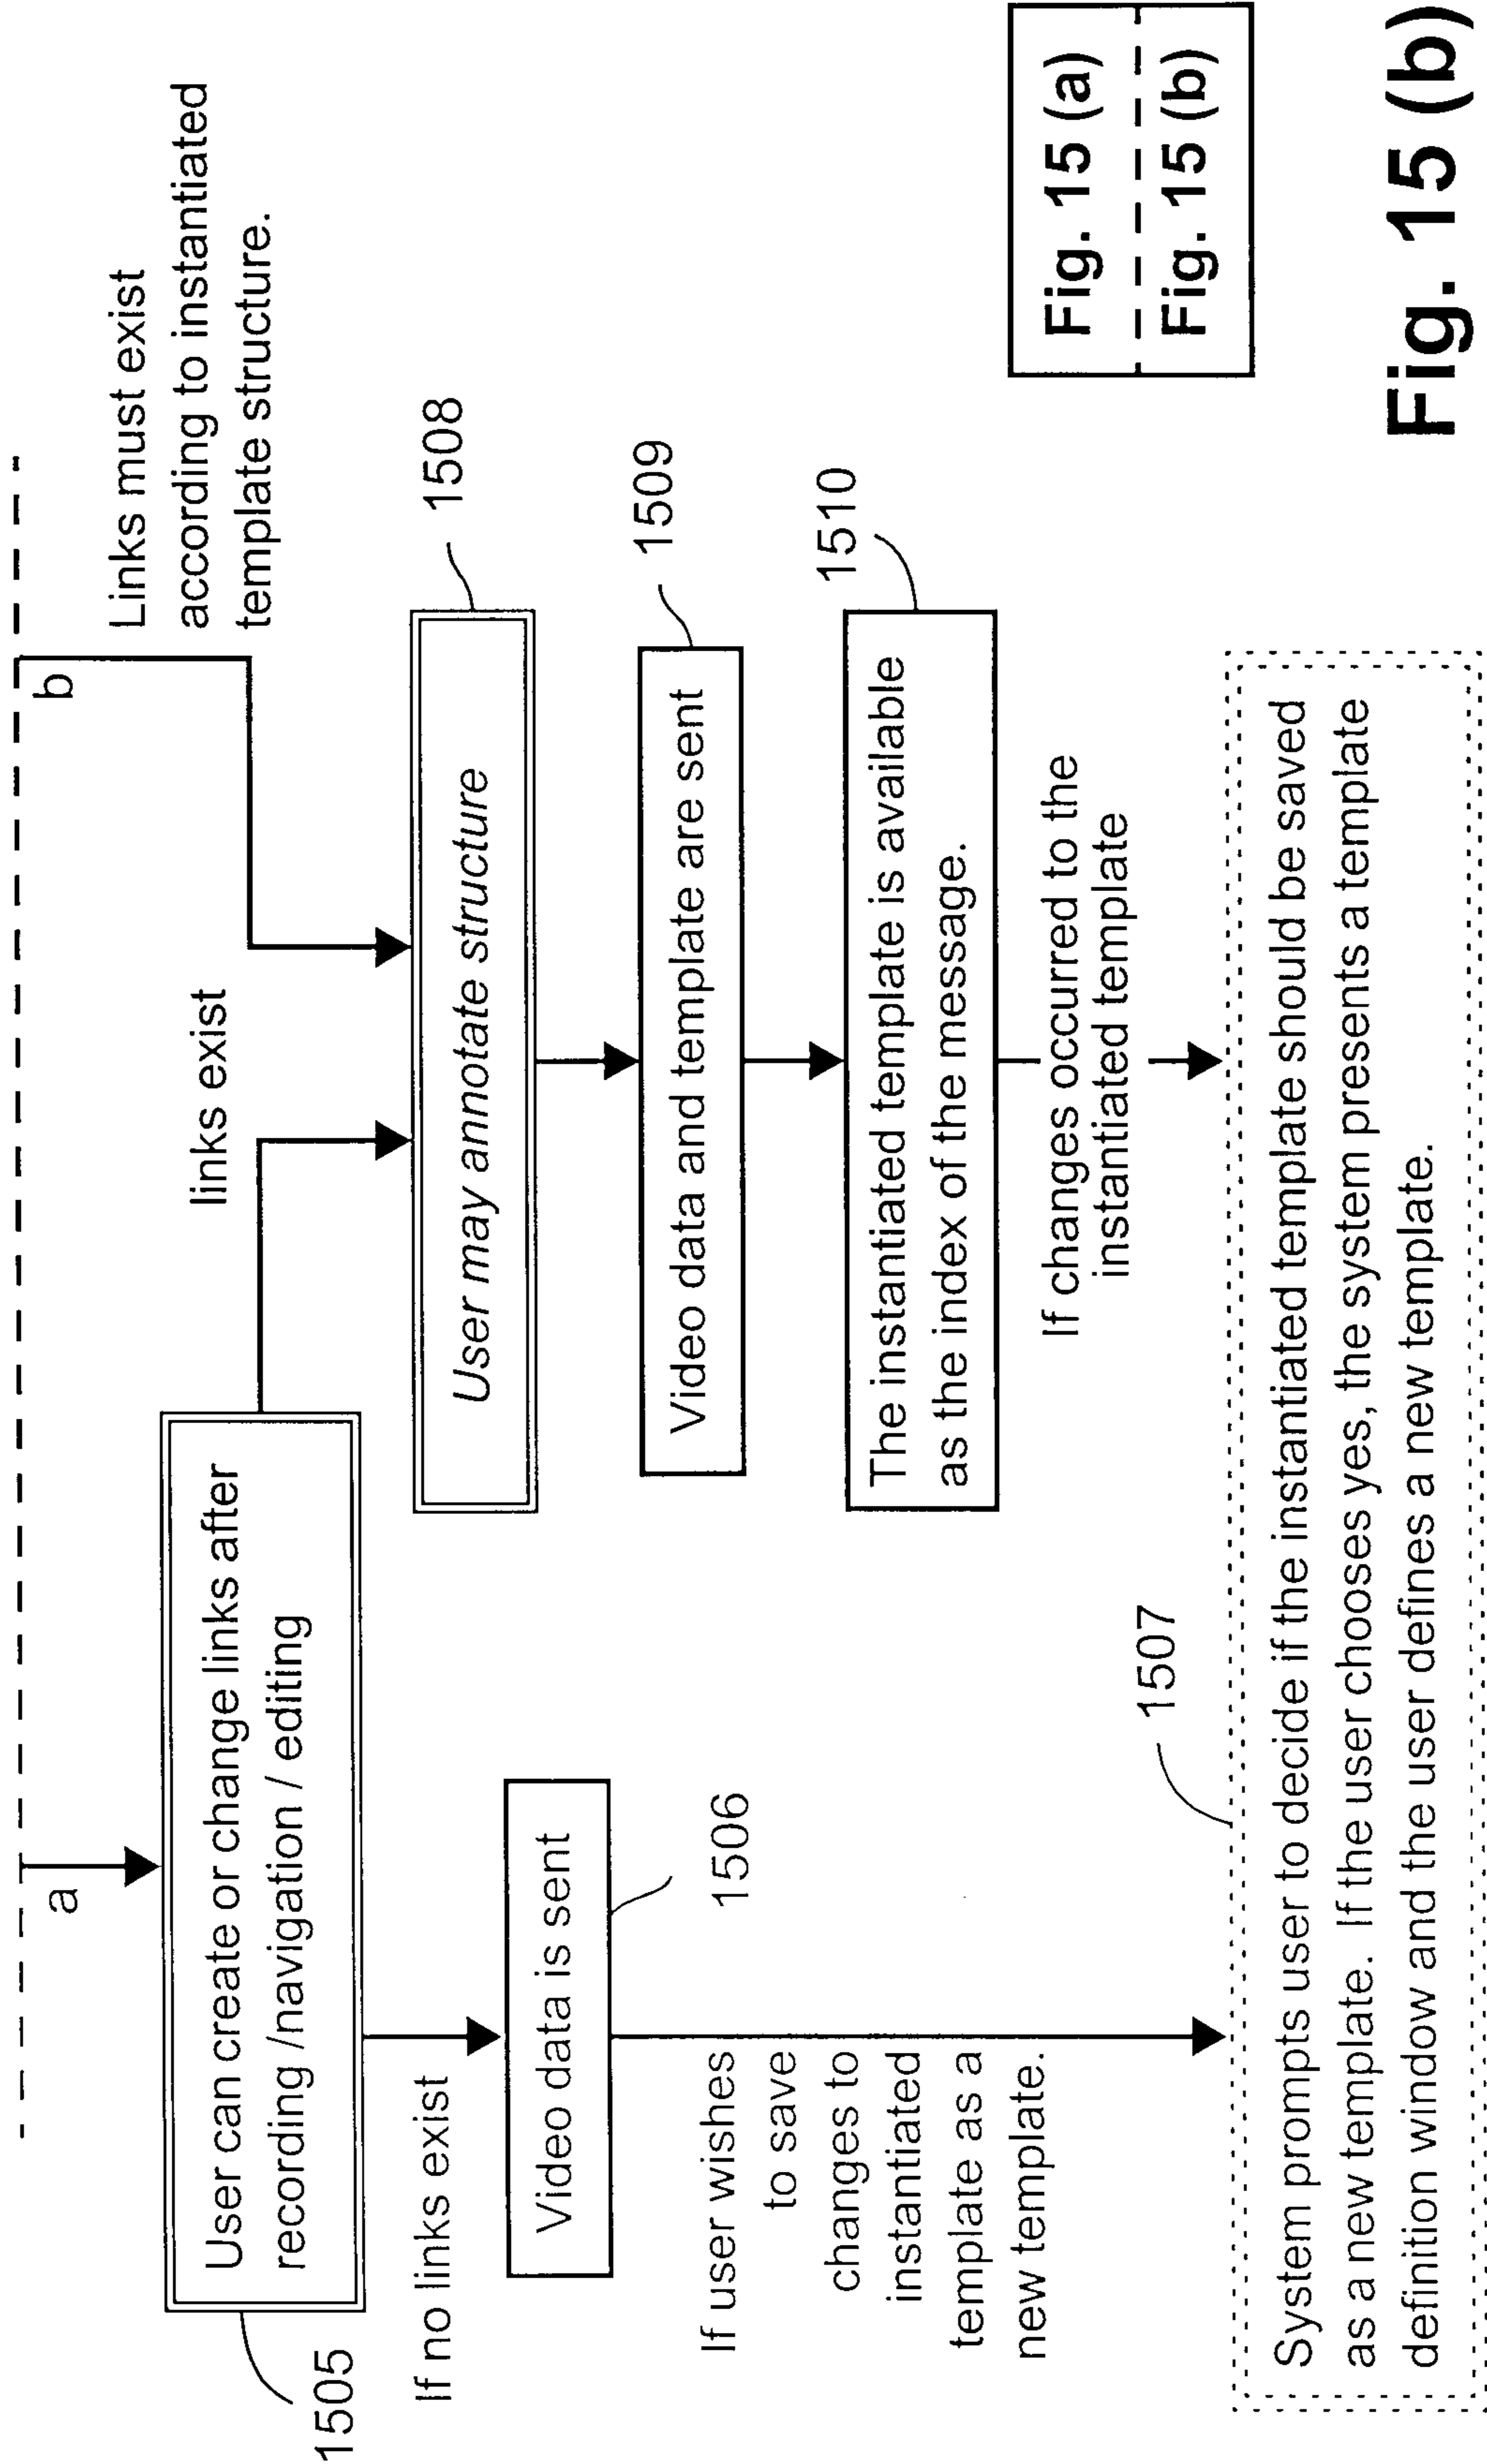 a
b
Links must exist
according to instantiated
template structure.
1505
User can create or change links after
recording /navigation / editing
links exist
If no links exist
User may annotate structure
1508
Video data is sent
1506
Video data and template are sent
1509
If user wishes
to save
changes to
instantiated
template as a
new template.
The instantiated template is available
as the index of the message.
1510
If changes occurred to the
instantiated template
1507
System prompts user to decide if the instantiated template should be saved
as a new template. If the user chooses yes, the system presents a template
definition window and the user defines a new template.
Fig. 15 (a)
Fig. 15 (b)
Fig. 15 (b)